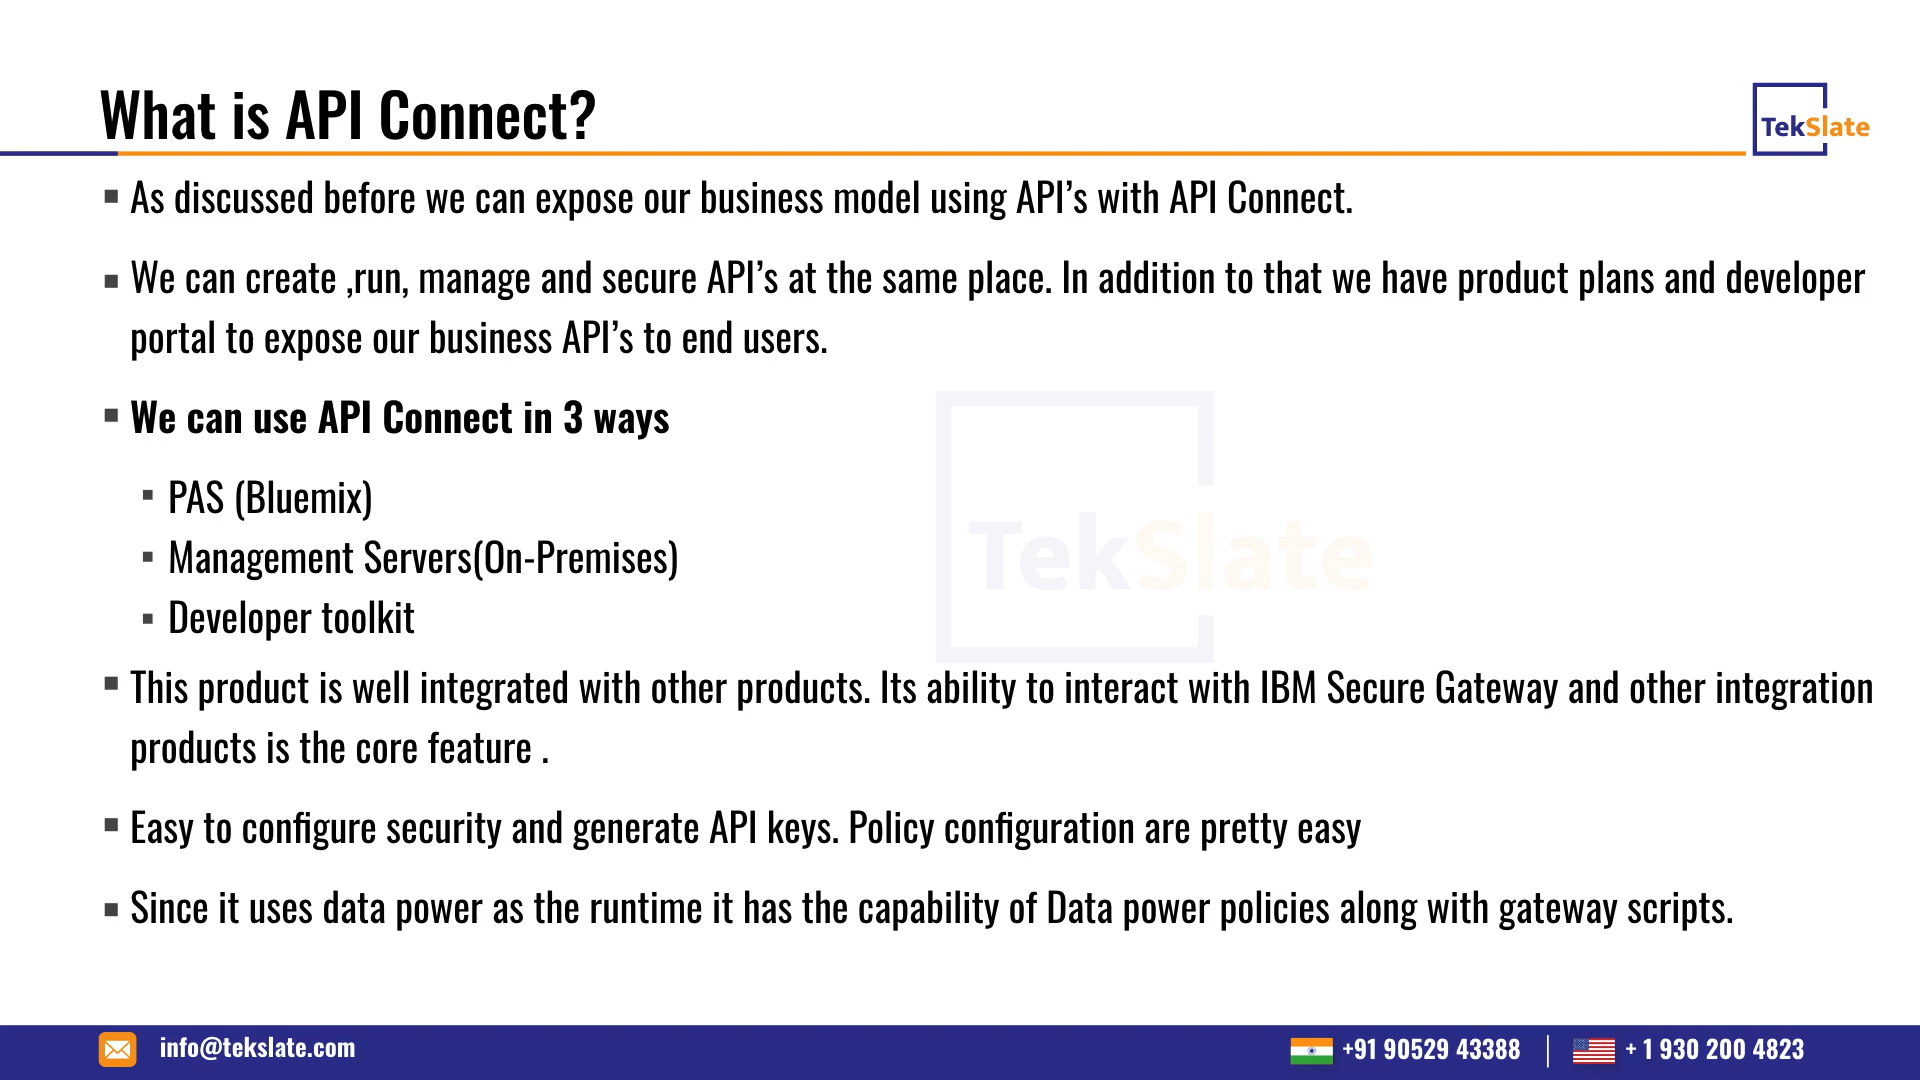 What is API Connect?
TekSlate
As discussed before we can expose our business model using API’s with API Connect.
We can create ,run, manage and secure API’s at the same place. In addition to that we have product plans and developer
portal to expose our business API’s to end users.
We can use API Connect in 3 ways
PAS (Bluemix)
Management Servers(On-Premises)
TekSlate
Developer toolkit
This product is well integrated with other products. Its ability to interact with IBM Secure Gateway and other integration
products is the core feature .
Easy to configure security and generate API keys. Policy configuration are pretty easy
Since it uses data power as the runtime it has the capability of Data power policies along with gateway scripts.
info@tekslate.com
+91 90529 43388
+ 1 930 200 4823